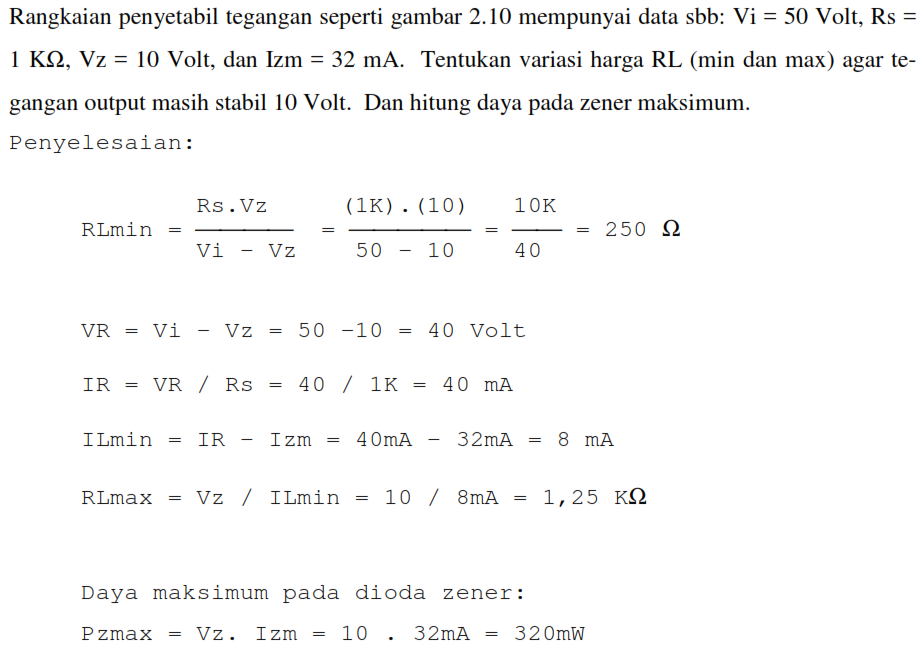 Rangkaian penyetabil tegangan seperti gambar 2.10 mempunyai data sbb: Vi = 50 Volt, Rs =
1 KΩ, Vz = 10 Volt, dan Izm = 32 mA. Tentukan variasi harga RL (min dan max) agar te-
gangan output masih stabil 10 Volt. Dan hitung daya pada zener maksimum.
Penyelesaian:
Rs.Vz (1K).(10) 10K
RLmin = ——— = ——— = ——— = 250 Ω
Vi - Vz 50 - 10 40
VR = Vi - Vz = 50 -10 = 40 Volt
IR = VR / Rs = 40 / 1K = 40 mA
ILmin = IR - Izm = 40mA - 32mA = 8 mA
RLmax = Vz / ILmin = 10 / 8mA = 1,25 KΩ
Daya maksimum pada dioda zener:
Pzmax = Vz. Izm = 10 . 32mA = 320mW